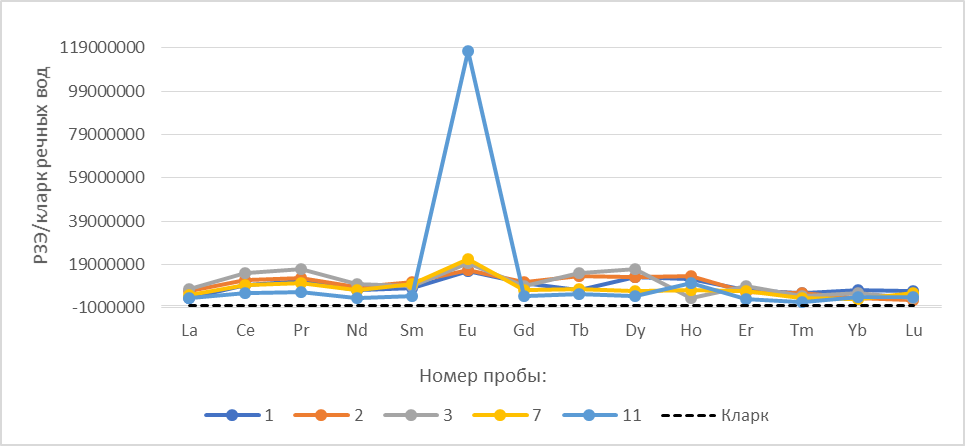 119000000
99000000
79000000
59000000
39000000
19000000
-1000000
РЗЭ/кларк речных вод
La Ce Pr Nd Sm Eu Gd Tb Dy Ho Er Tm Yb Lu
Номер пробы:
1 2 3 7 11 Кларк